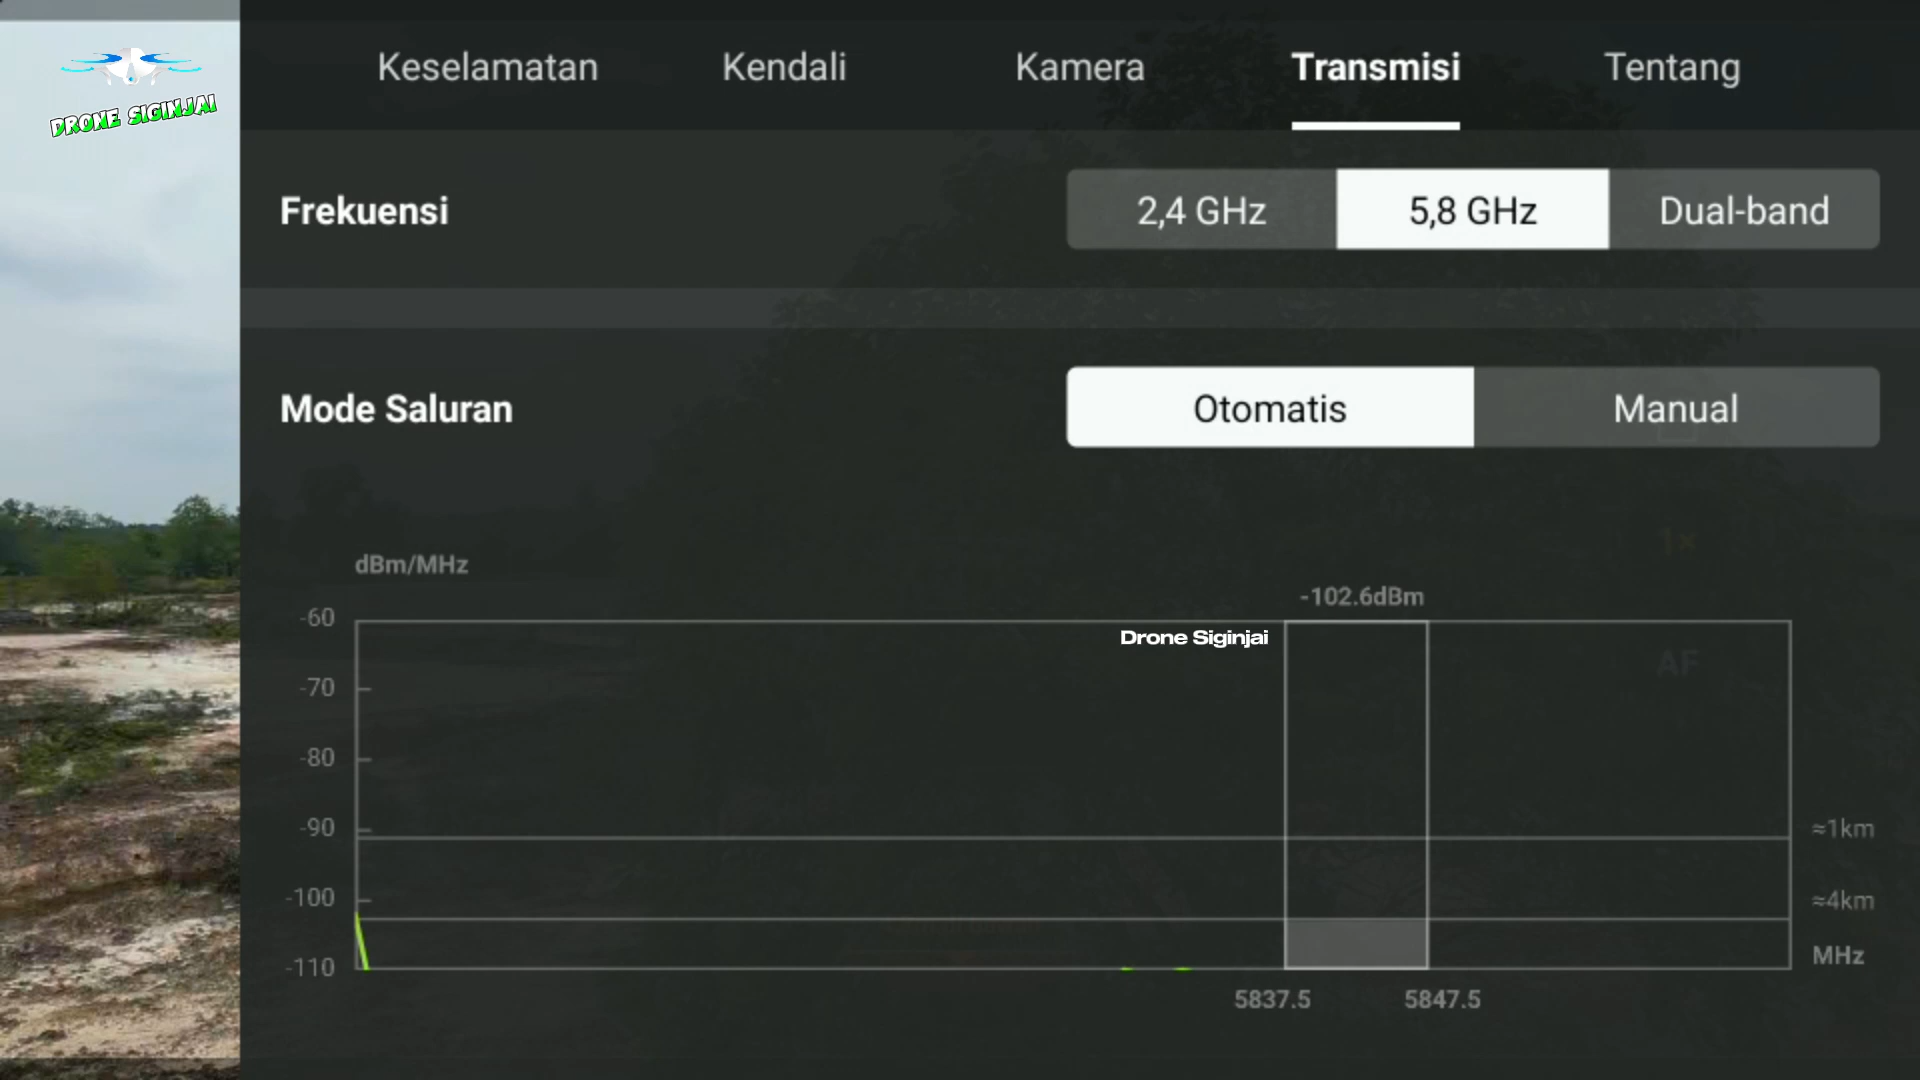 DRONE SIGINJAI
Keselamatan
Kendali
Kamera
Transmisi
Tentang
Frekuensi
2,4 GHz
5,8 GHz
Dual-band
Mode Saluran
Otomatis
Manual
1×
dBm/MHz
-102.6dBm
-60
Drone Siginjai
AF
-70
-80
-90
≈1km
-100
≈4km
-110
MHz
5837.5
5847.5